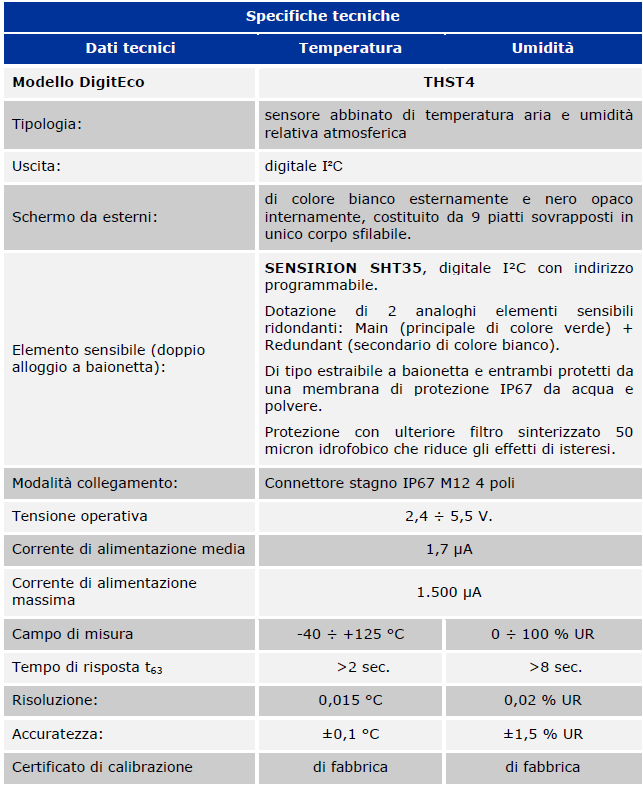 Specifiche tecniche
Dati tecnici Temperatura Umidità
Modello DigitEco THST4
Tipologia: sensore abbinato di temperatura aria e umidità
relativa atmosferica
Uscita: digitale I²C
Schermo da esterni: di colore bianco esternamente e nero opaco
internamente, costituito da 9 piatti sovrapposti in
unico corpo sfilabile.
Elemento sensibile (doppio
alloggio a baionetta):
SENSIRION SHT35, digitale I²C con indirizzo
programmabile.
Dotazione di 2 analoghi elementi sensibili
ridondanti: Main (principale di colore verde) +
Redundant (secondario di colore bianco).
Di tipo estraibile a baionetta e entrambi protetti da
una membrana di protezione IP67 da acqua e
polvere.
Protezione con ulteriore filtro sinterizzato 50
micron idrofobico che riduce gli effetti di isteresi.
Modalità collegamento: Connettore stagno IP67 M12 4 poli
Tensione operativa 2,4 ÷ 5,5 V.
Corrente di alimentazione media 1,7 µA
Corrente di alimentazione
massima
1.500 µA
Campo di misura -40 ÷ +125 °C 0 ÷ 100 % UR
Tempo di risposta t₆₃ >2 sec. >8 sec.
Risoluzione: 0,015 °C 0,02 % UR
Accuratezza: ±0,1 °C ±1,5 % UR
Certificato di calibrazione di fabbrica di fabbrica